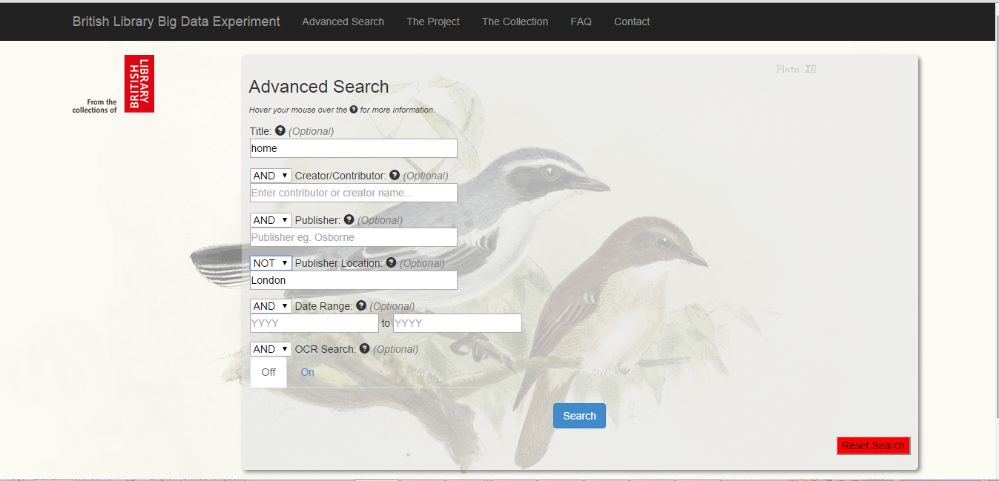 British Library Big Data Experiment Advanced Search The Project The Collection FAQ Contact
BRITISH
LIBRARY
From the
collections of
Plate XII
Advanced Search
Hover your mouse over the ? for more information.
Title: ? (Optional)
home
AND ▼ Creator/Contributor: ? (Optional)
Enter contributor or creator name...
AND ▼ Publisher: ? (Optional)
Publisher eg. Osborne
NOT ▼ Publisher Location: ? (Optional)
London
AND ▼ Date Range: ? (Optional)
YYYY to YYYY
AND ▼ OCR Search: ? (Optional)
Off On
Search
Reset Search